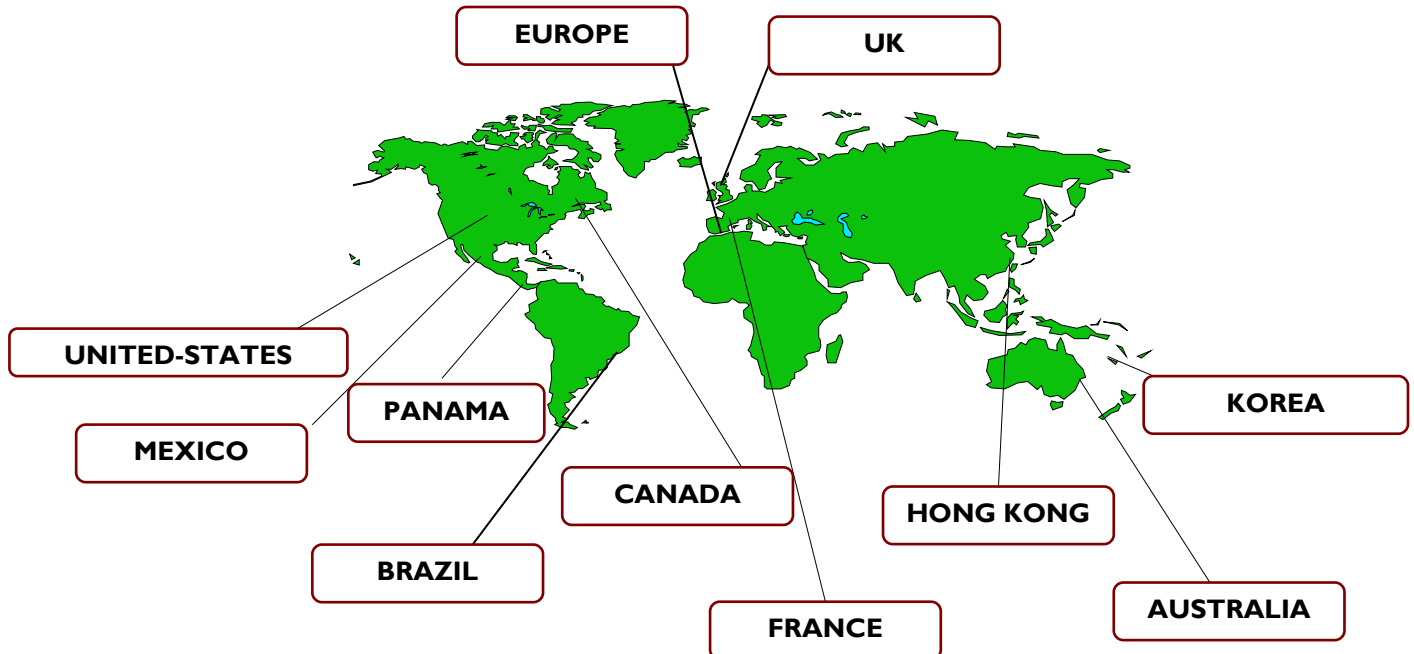 EUROPE
UK
UNITED-STATES
PANAMA
KOREA
MEXICO
CANADA
HONG KONG
BRAZIL
AUSTRALIA
FRANCE